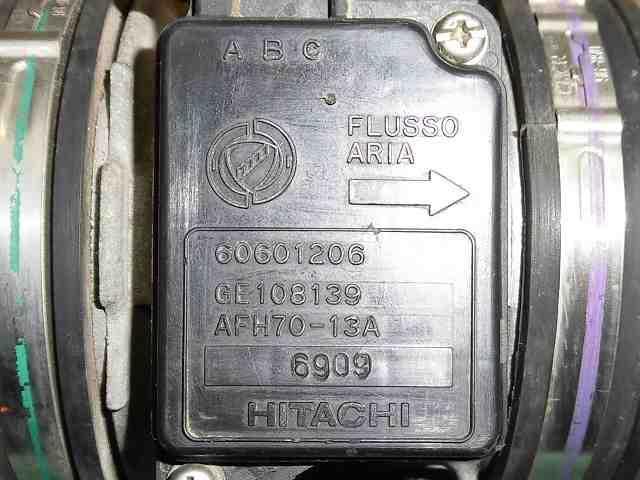 A B C
FLUSSO
ARIA
60601206
GE108139
AFH70-13A
6909
HITACHI